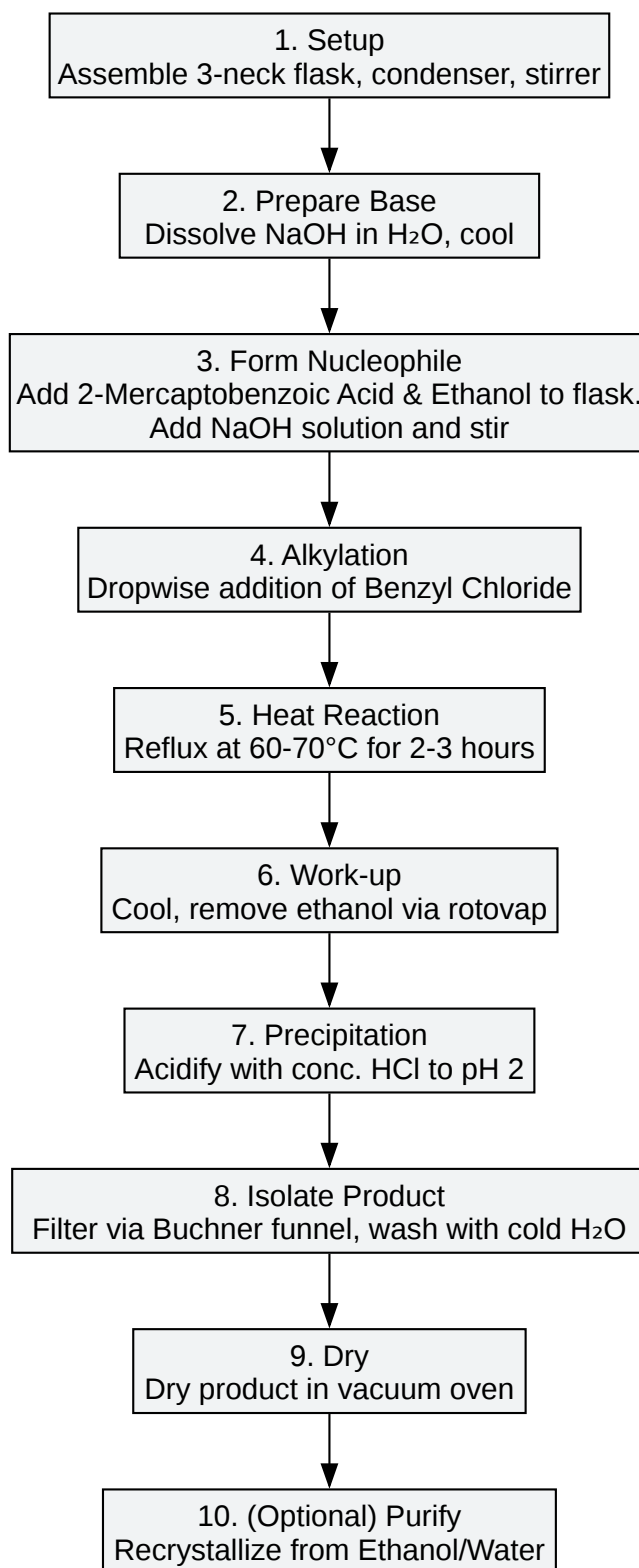 1. Setup
Assemble 3-neck flask, condenser, stirrer
2. Prepare Base
Dissolve NaOH in H₂O, cool
3. Form Nucleophile
Add 2-Mercaptobenzoic Acid & Ethanol to flask.
Add NaOH solution and stir
4. Alkylation
Dropwise addition of Benzyl Chloride
5. Heat Reaction
Reflux at 60-70°C for 2-3 hours
6. Work-up
Cool, remove ethanol via rotovap
7. Precipitation
Acidify with conc. HCl to pH 2
8. Isolate Product
Filter via Buchner funnel, wash with cold H₂O
9. Dry
Dry product in vacuum oven
10. (Optional) Purify
Recrystallize from Ethanol/Water